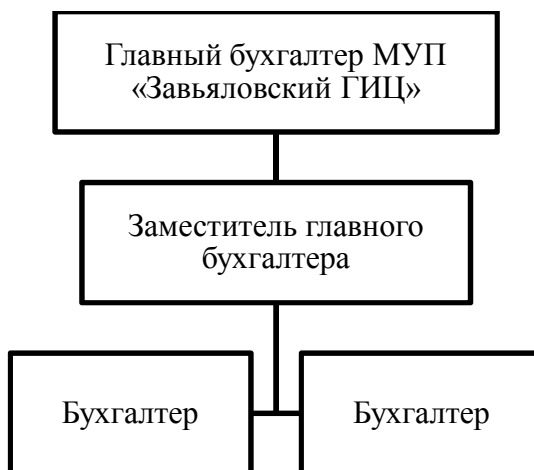 Главный бухгалтер МУП
«Завьяловский ГИЦ»
Заместитель главного
бухгалтера
Бухгалтер
Бухгалтер